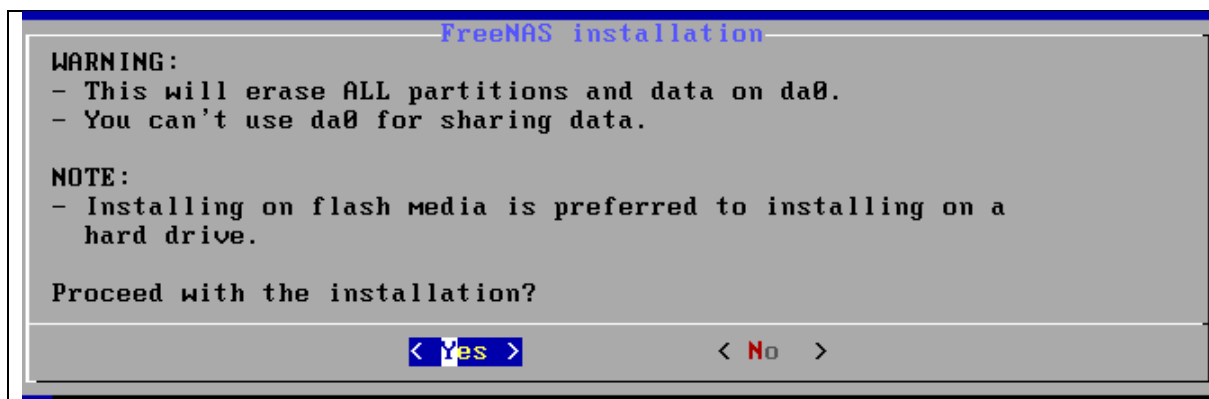 FreeNAS installation
WARNING:
- This will erase ALL partitions and data on da0.
- You can't use da0 for sharing data.
NOTE:
- Installing on flash media is preferred to installing on a
hard drive.
Proceed with the installation?
< Yes > < No >